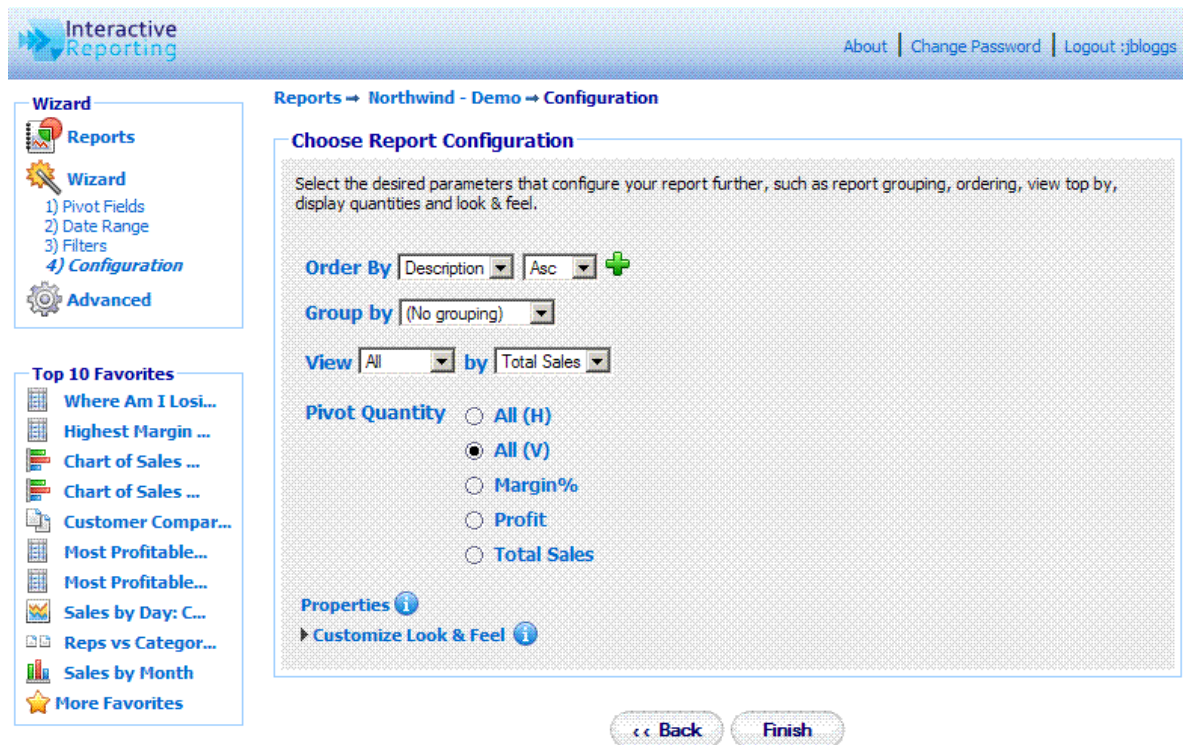 Interactive
Reporting
About | Change Password | Logout :jbloggs
Wizard
Reports
Wizard
1) Pivot Fields
2) Date Range
3) Filters
4) Configuration
Advanced
Top 10 Favorites
Where Am I Losi...
Highest Margin ...
Chart of Sales ...
Chart of Sales ...
Customer Compar...
Most Profitable...
Most Profitable...
Sales by Day: C...
Reps vs Categor...
Sales by Month
More Favorites
Reports → Northwind - Demo → Configuration
Choose Report Configuration
Select the desired parameters that configure your report further, such as report grouping, ordering, view top by,
display quantities and look & feel.
Order By Description Asc
Group by (No grouping)
View All by Total Sales
Pivot Quantity All (H)
All (V)
Margin%
Profit
Total Sales
Properties
Customize Look & Feel
‹‹ Back Finish